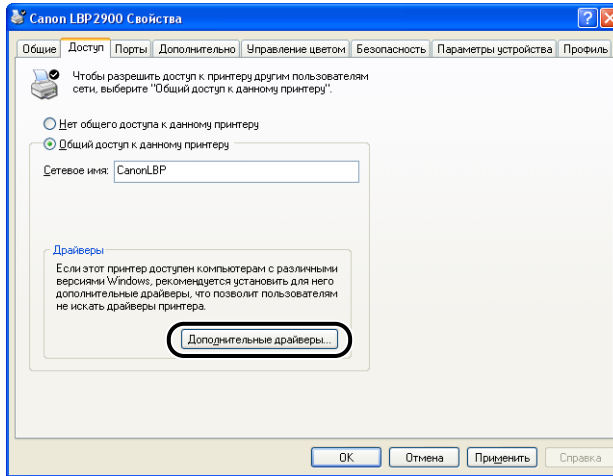 Canon LBP2900 Свойства
Общие Доступ Порты Дополнительно Управление цветом Безопасность Параметры устройства Профиль
Чтобы разрешить доступ к принтеру другим пользователям
сети, выберите "Общий доступ к данному принтеру".
Нет общего доступа к данному принтеру
Общий доступ к данному принтеру
Сетевое имя: CanonLBP
Драйверы
Если этот принтер доступен компьютерам с различными
версиями Windows, рекомендуется установить для него
дополнительные драйверы, что позволит пользователям
не искать драйверы принтера.
Дополнительные драйверы...
OK Отмена Применить Справка